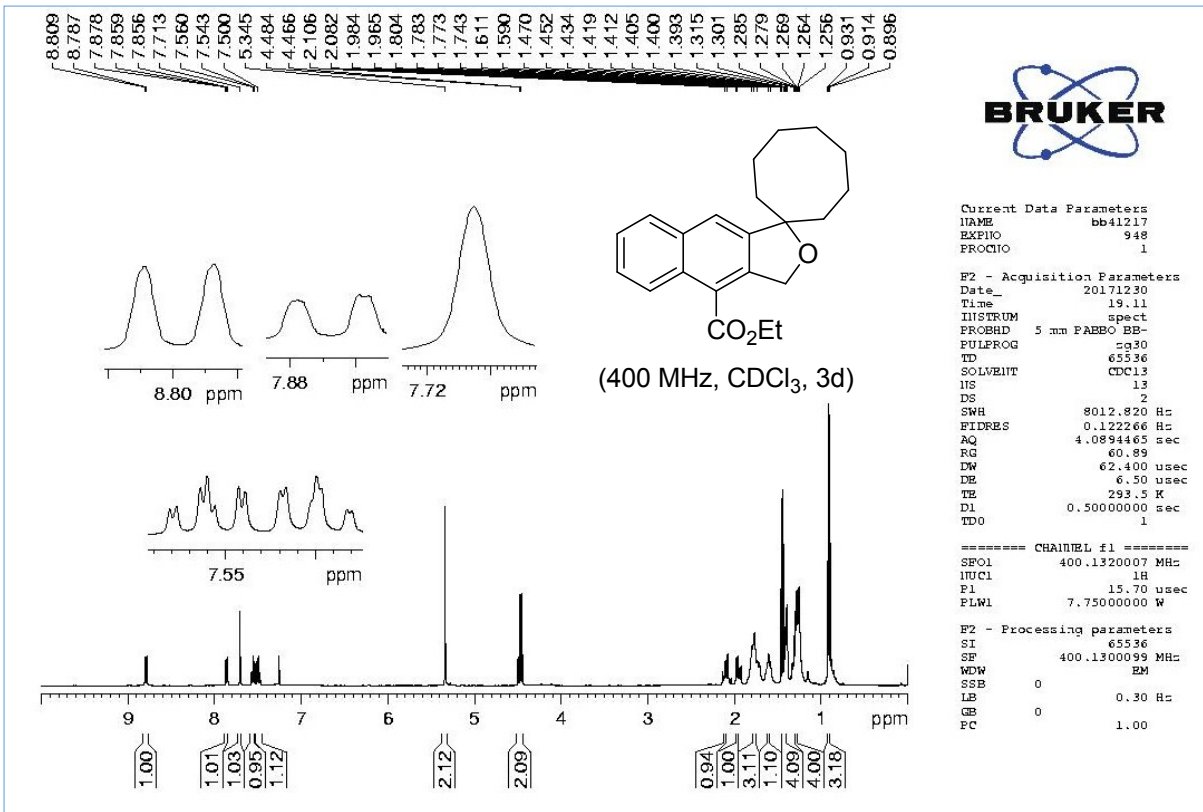 8.809 8.787 7.878 7.859 7.856 7.713 7.560 7.543 7.500 5.345 4.484 4.466 2.106 2.082 1.984 1.965 1.804 1.783 1.773 1.743 1.611 1.590 1.470 1.454 1.434 1.419 1.412 1.405 1.400 1.393 1.315 1.301 1.285 1.279 1.269 1.264 1.256 0.931 0.914 0.896
BRUKER
O
CO2Et
(400 MHz, CDCl3, 3d)
8.80 ppm
7.88 ppm
7.72 ppm
7.55 ppm
9 8 7 6 5 4 3 2 1 ppm
1.00 1.01 1.03 0.95 1.12 2.12 2.09 0.94 1.00 3.11 1.10 4.09 4.00 3.18
Current Data Parameters
NAME bb41217
EXPNO 948
PROCNO 1
F2 - Acquisition Parameters
Date_ 20171230
Time 19.11
INSTRUM spect
PROBHD 5 mm PABBO BB-
PULPROG zg30
TD 65536
SOLVENT CDCl3
NS 13
DS 2
SWH 8012.820 Hz
FIDRES 0.122266 Hz
AQ 4.0894465 sec
RG 60.89
DW 62.400 usec
DE 6.50 usec
TE 293.5 K
D1 0.50000000 sec
TD0 1
======== CHANNEL f1 ========
SFO1 400.1320007 MHz
NUC1 1H
P1 15.70 usec
PLW1 7.75000000 W
F2 - Processing parameters
SI 65536
SF 400.1300099 MHz
WDW EM
SSB 0
LB 0.30 Hz
GB 0
PC 1.00